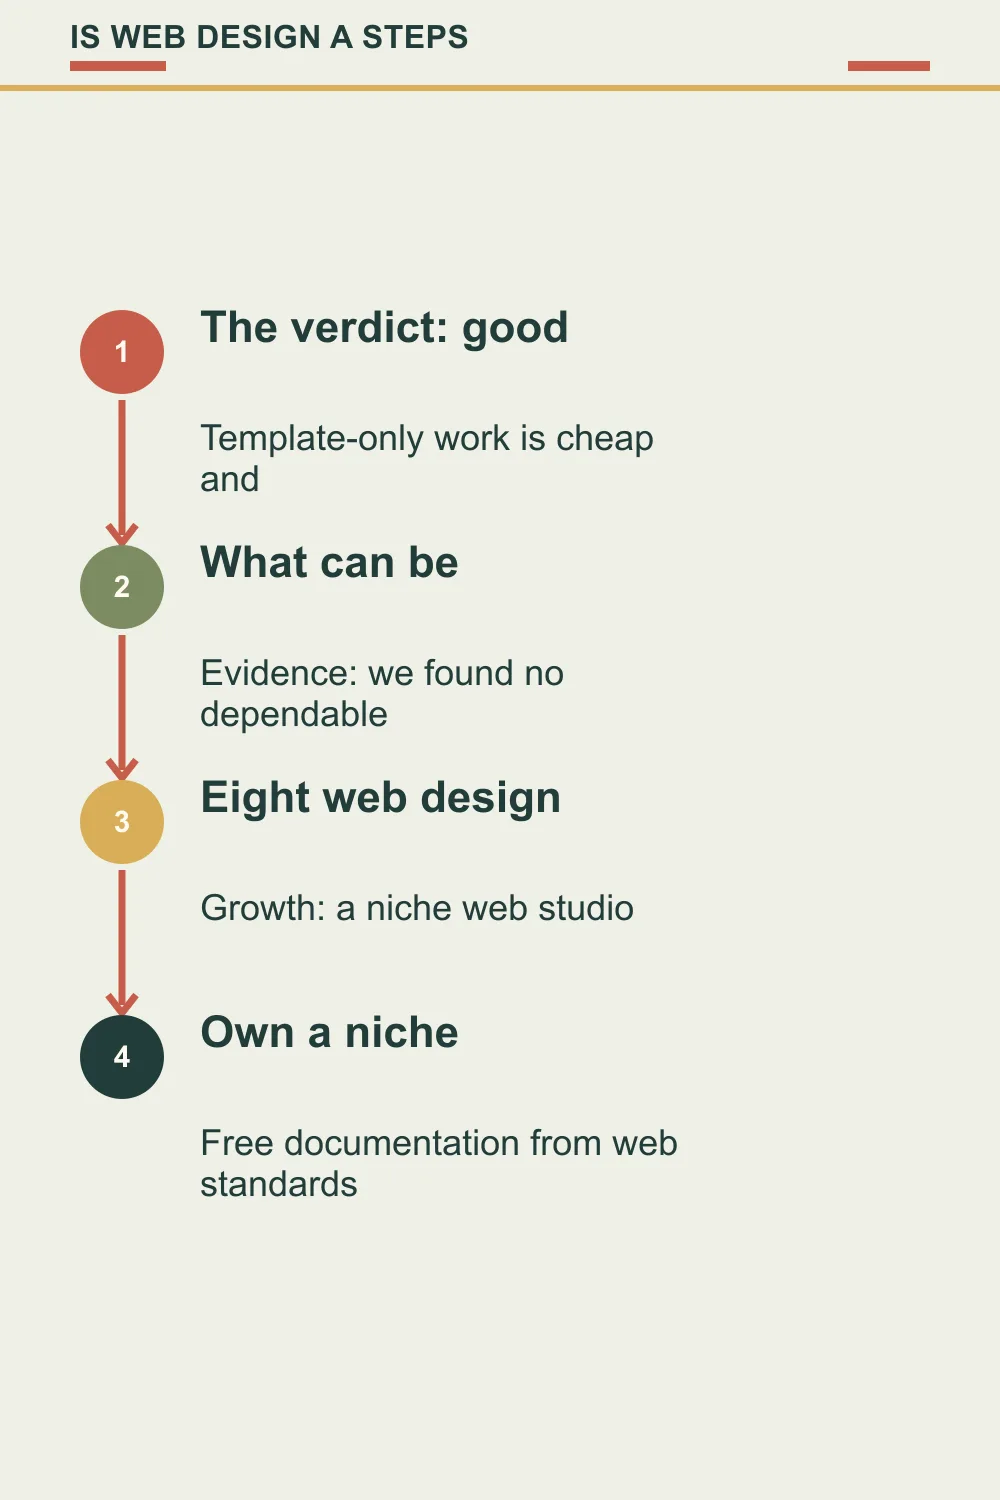 IS WEB DESIGN A STEPS
1
The verdict: good
Template-only work is cheap
and
2
What can be
Evidence: we found no
dependable
3
Eight web design
Growth: a niche web studio
4
Own a niche
Free documentation from web
standards